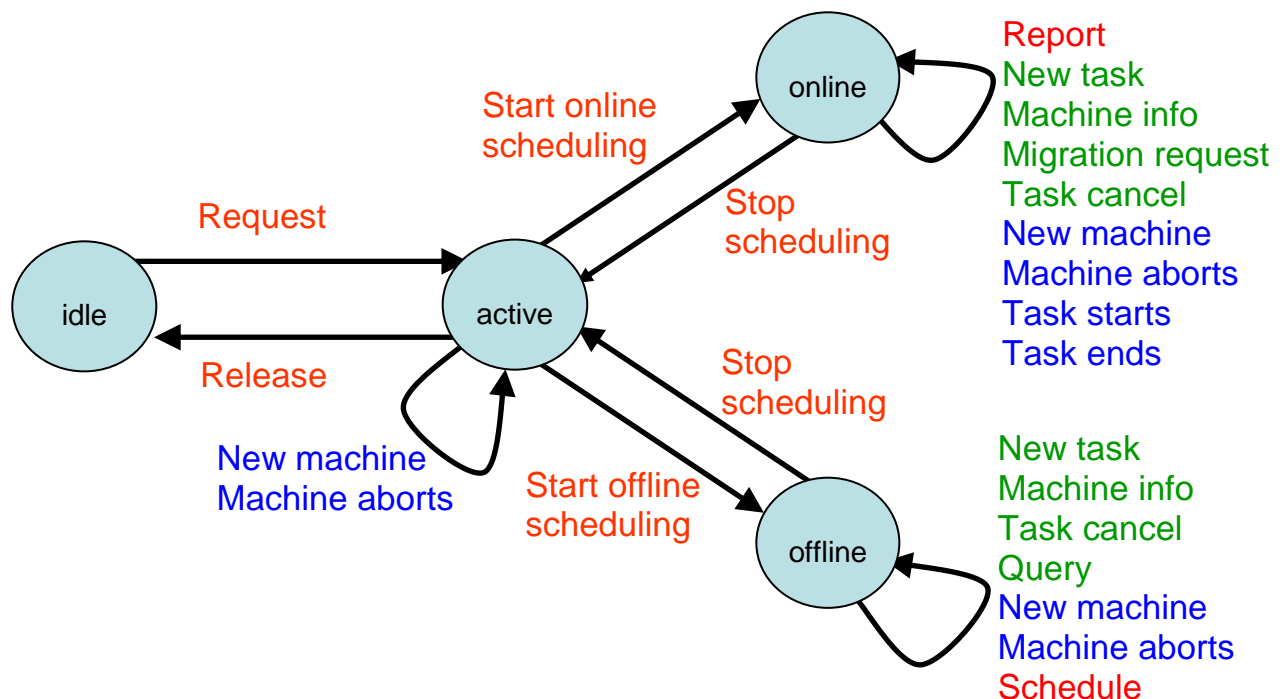 Report
New task
Machine info
Migration request
Task cancel
New machine
Machine aborts
Task starts
Task ends
online
Start online
scheduling
Stop
scheduling
Request
idle
active
Release
Stop
scheduling
New machine
Machine aborts
Start offline
scheduling
offline
New task
Machine info
Task cancel
Query
New machine
Machine aborts
Schedule